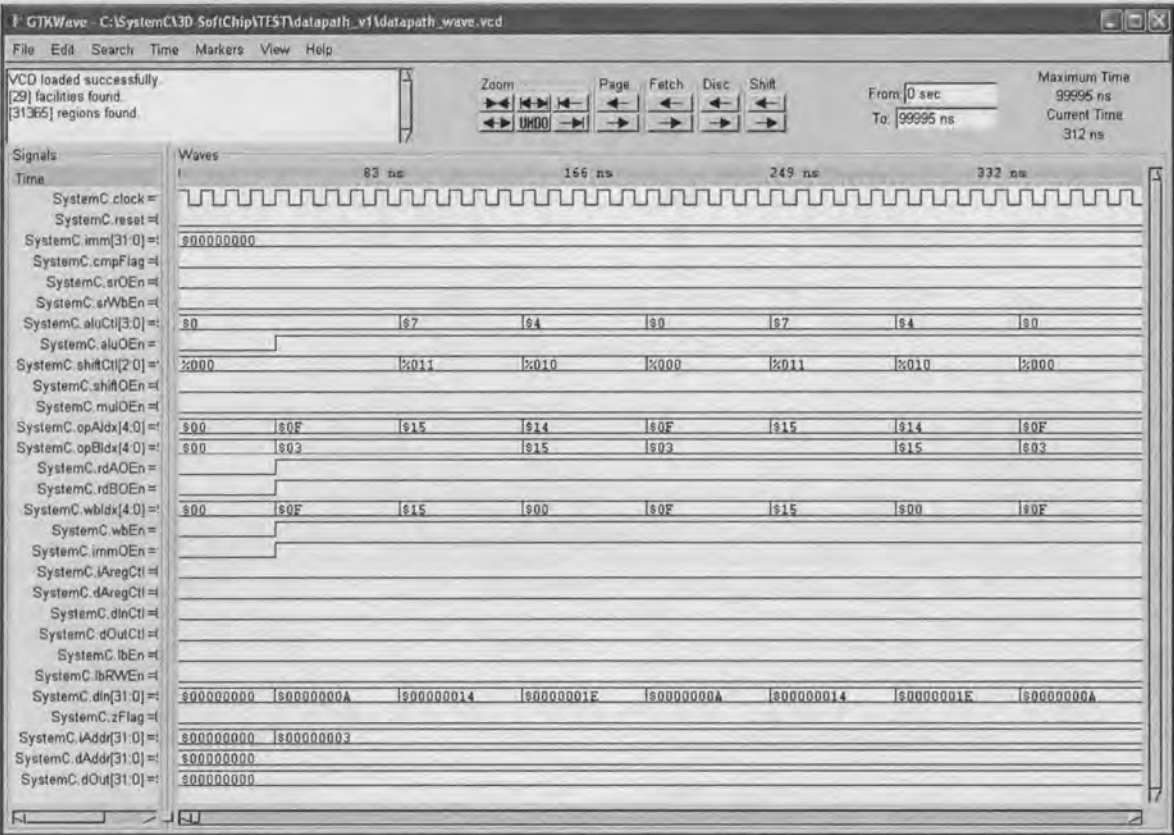 GTKWave - C:\SystemC\3D SoftChip\TEST\datapath_v1\datapath_wave.vcd
File Edit Search Time Markers View Help
VCD loaded successfully.
[29] facilities found.
[31365] regions found.
Zoom Page Fetch Disc Shift
UNDO
From: 0 sec
To: 99995 ns
Maximum Time
99995 ns
Current Time
312 ns
Signals Waves
Time 83 ns 166 ns 249 ns 332 ns
SystemC.clock =
SystemC.reset =
SystemC.imm[31:0] = $00000000
SystemC.cmpFlag =
SystemC.srOEn =
SystemC.srWbEn =
SystemC.aluCtl[3:0] = $0 $7 $4 $0 $7 $4 $0
SystemC.aluOEn =
SystemC.shiftCtl[2:0] = %000 %011 %010 %000 %011 %010 %000
SystemC.shiftOEn =
SystemC.mulOEn =
SystemC.opAIdx[4:0] = $00 $0F $15 $14 $0F $15 $14 $0F
SystemC.opBIdx[4:0] = $00 $03 $15 $03 $15 $03
SystemC.rdAOEn =
SystemC.rdBOEn =
SystemC.wbIdx[4:0] = $00 $0F $15 $00 $0F $15 $00 $0F
SystemC.wbEn =
SystemC.immOEn =
SystemC.iAregCtl =
SystemC.dAregCtl =
SystemC.dInCtl =
SystemC.dOutCtl =
SystemC.lbEn =
SystemC.lbRWEn =
SystemC.dIn[31:0] = $00000000 $0000000A $00000014 $0000001E $0000000A $00000014 $0000001E $0000000A
SystemC.zFlag =
SystemC.iAddr[31:0] = $00000000 $00000003
SystemC.dAddr[31:0] = $00000000
SystemC.dOut[31:0] = $00000000